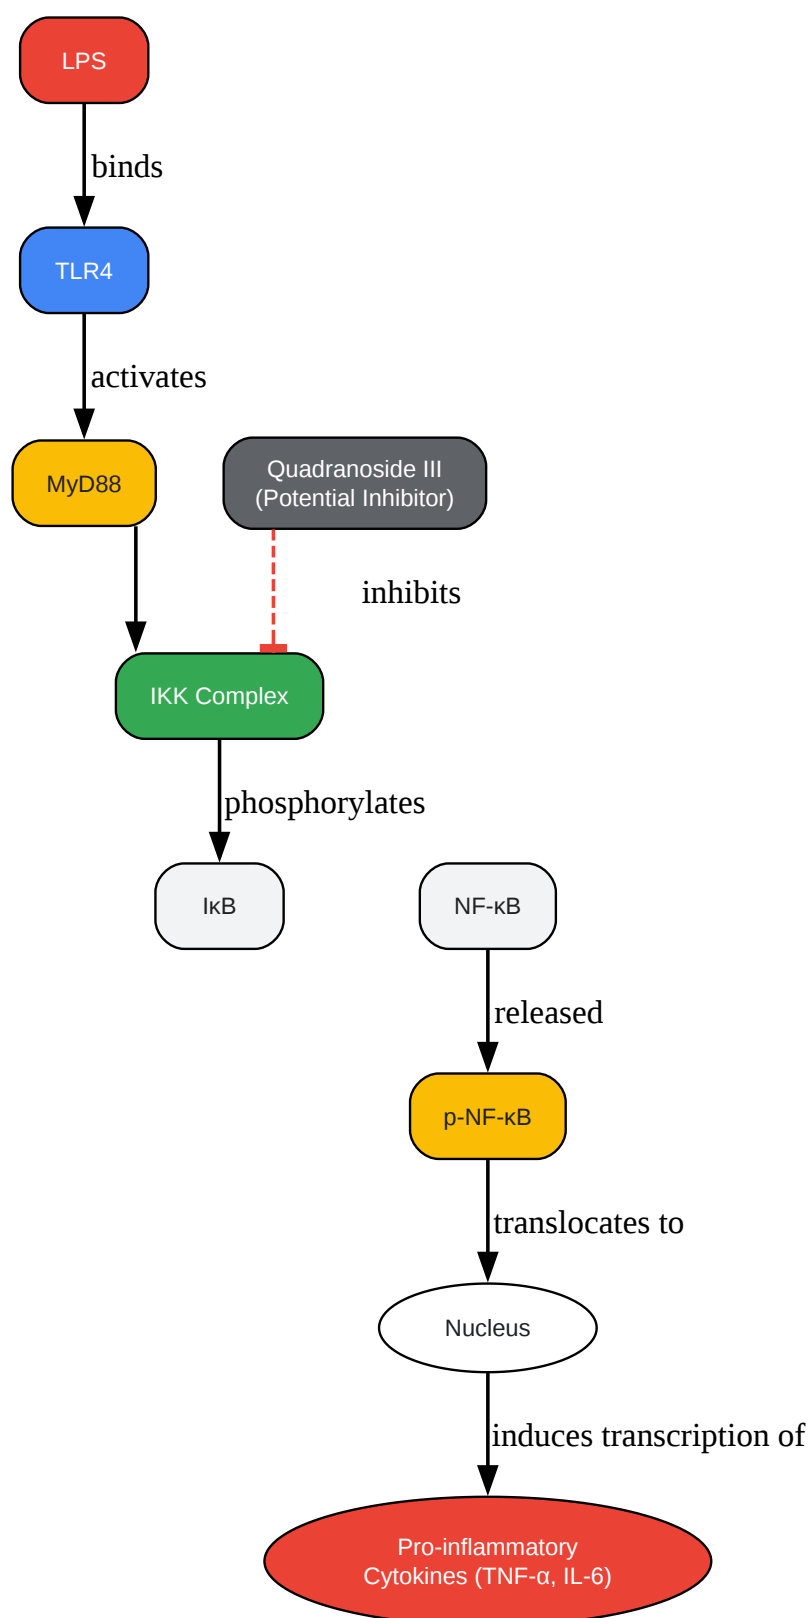 LPS
binds
TLR4
activates
MyD88
Quadranoside III
(Potential Inhibitor)
inhibits
IKK Complex
phosphorylates
IκB
NF-κB
released
p-NF-κB
translocates to
Nucleus
induces transcription of
Pro-inflammatory
Cytokines (TNF-α, IL-6)